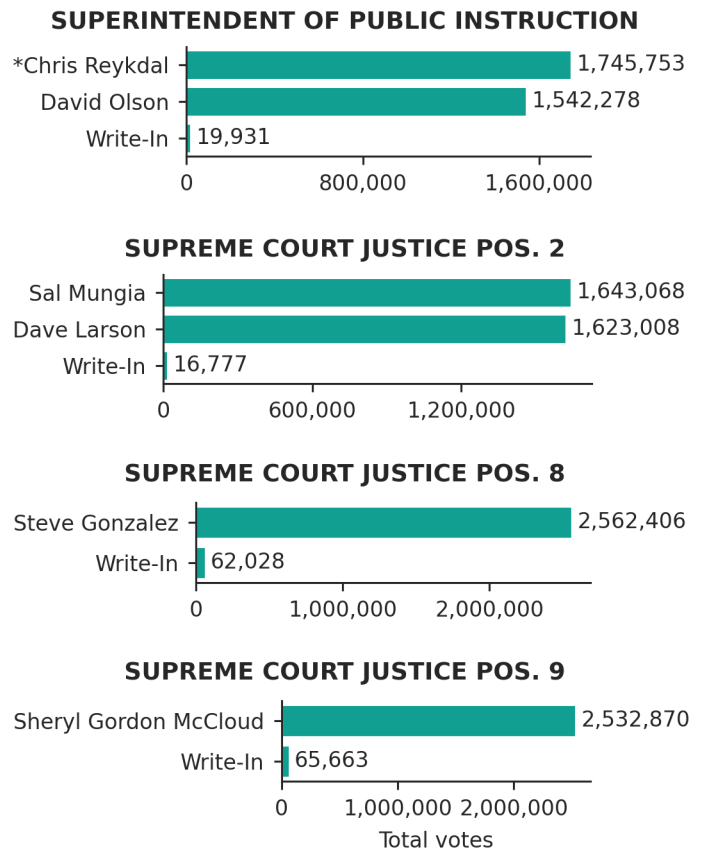 SUPERINTENDENT OF PUBLIC INSTRUCTION
*Chris Reykdal 1,745,753
David Olson 1,542,278
Write-In 19,931
0 800,000 1,600,000
SUPREME COURT JUSTICE POS. 2
Sal Mungia 1,643,068
Dave Larson 1,623,008
Write-In 16,777
0 600,000 1,200,000
SUPREME COURT JUSTICE POS. 8
Steve Gonzalez 2,562,406
Write-In 62,028
0 1,000,000 2,000,000
SUPREME COURT JUSTICE POS. 9
Sheryl Gordon McCloud 2,532,870
Write-In 65,663
0 1,000,000 2,000,000
Total votes